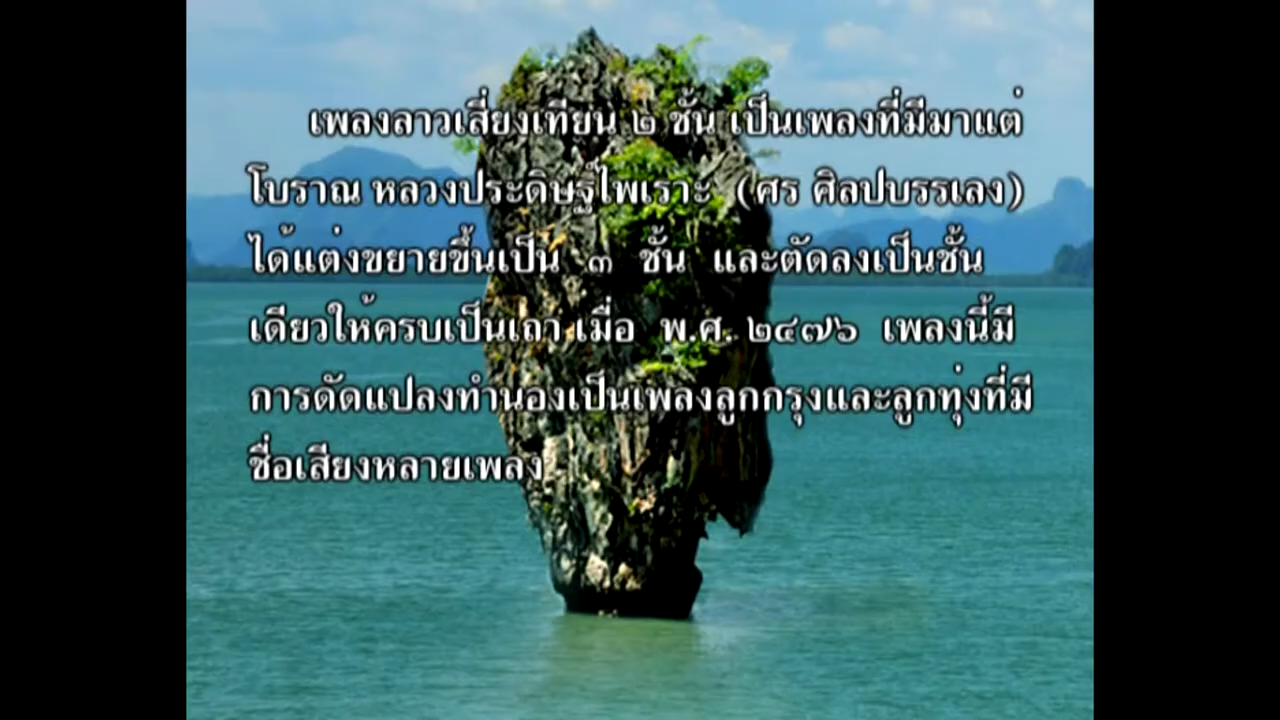 เพลงลาวเสี่ยงเทียน ๒ ชั้น เป็นเพลงที่มีมาแต่
โบราณ หลวงประดิษฐ์ไพเราะ (ศร ศิลปบรรเลง)
ได้แต่งขยายขึ้นเป็น ๓ ชั้น และตัดลงเป็นชั้น
เดียวให้ครบเป็นเถา เมื่อ พ.ศ. ๒๔๗๖ เพลงนี้มี
การดัดแปลงทำนองเป็นเพลงลูกกรุงและลูกทุ่งที่มี
ชื่อเสียงหลายเพลง